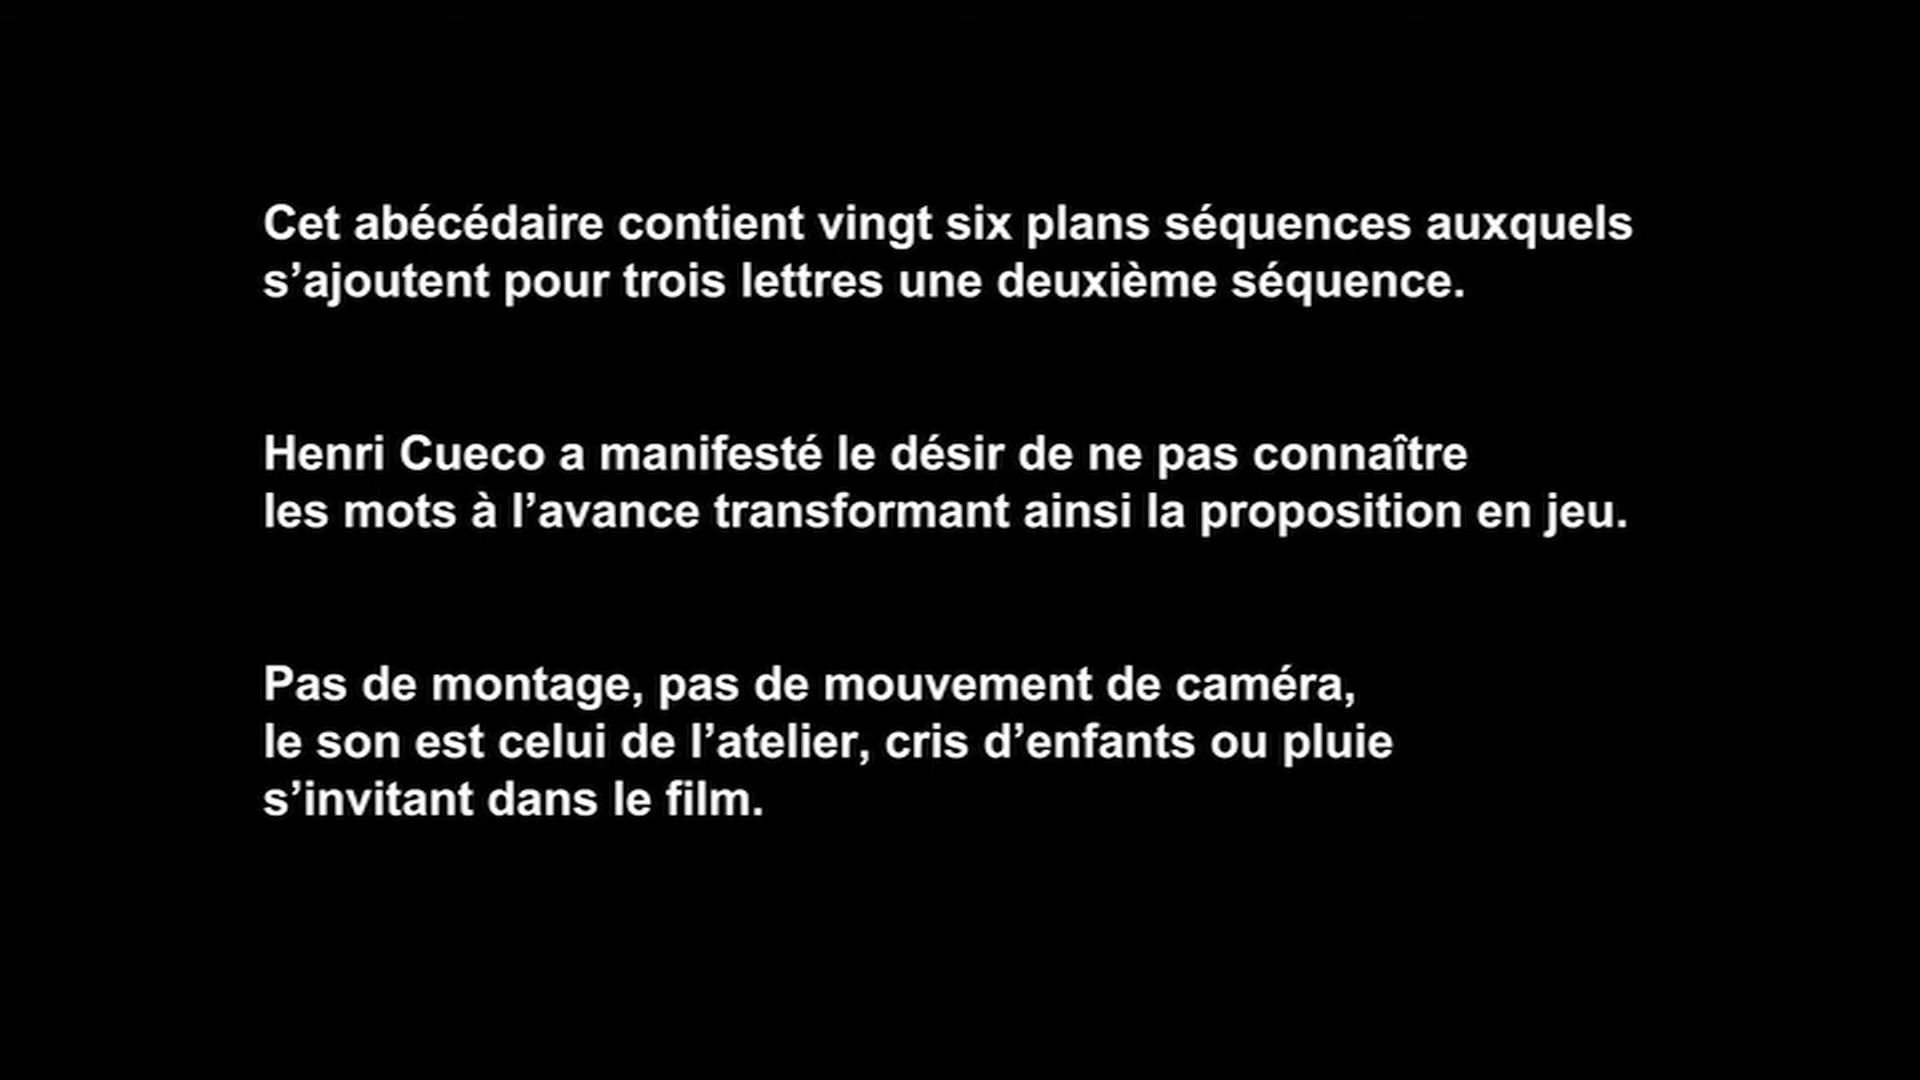 Cet abécédaire contient vingt six plans séquences auxquels
s’ajoutent pour trois lettres une deuxième séquence.
Henri Cueco a manifesté le désir de ne pas connaître
les mots à l’avance transformant ainsi la proposition en jeu.
Pas de montage, pas de mouvement de caméra,
le son est celui de l’atelier, cris d’enfants ou pluie
s’invitant dans le film.